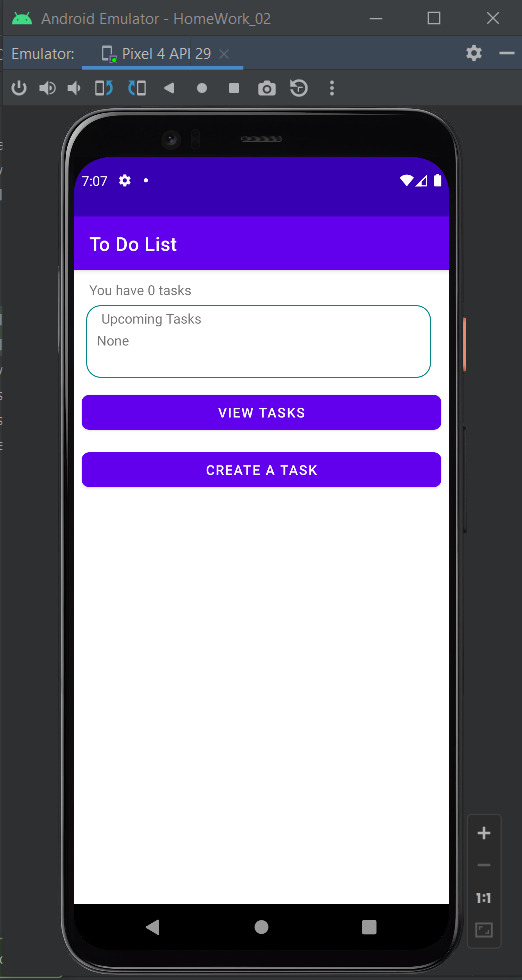 Android Emulator - HomeWork_02
Emulator: Pixel 4 API 29
7:07
To Do List
You have 0 tasks
Upcoming Tasks
None
VIEW TASKS
CREATE A TASK
1:1